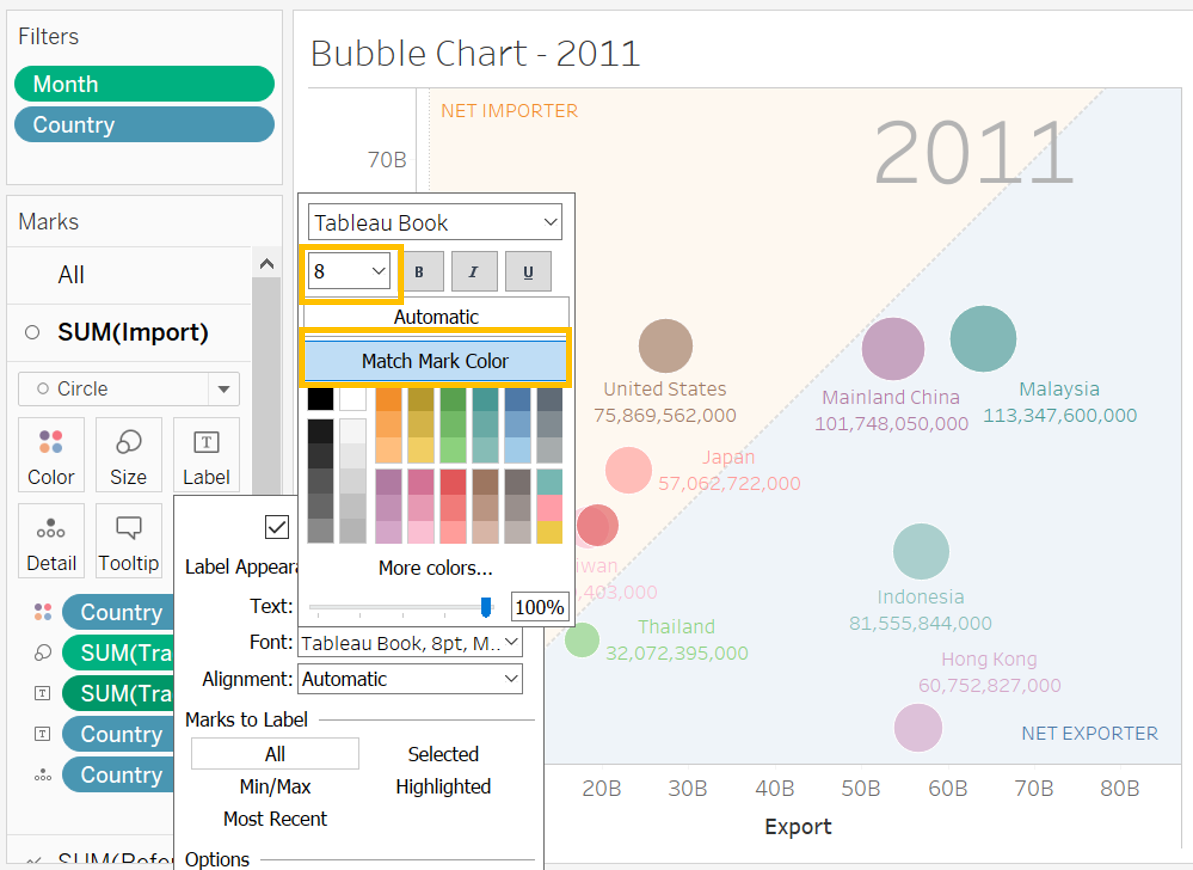 Filters
Month
Country
Marks
All
SUM(Import)
Circle
Color
Size
Label
Detail
Tooltip
Country
SUM(Tra
SUM(Tra
Country
Country
Bubble Chart - 2011
NET IMPORTER
2011
70B
Tableau Book
8
B
I
U
Automatic
Match Mark Color
More colors...
Text:
100%
Label Appeara
Font:
Tableau Book, 8pt, M..
Alignment:
Automatic
Marks to Label
All
Selected
Min/Max
Highlighted
Most Recent
Options
United States
75,869,562,000
Mainland China
101,748,050,000
Malaysia
113,347,600,000
Japan
57,062,722,000
iwan
,403,000
Thailand
32,072,395,000
Indonesia
81,555,844,000
Hong Kong
60,752,827,000
NET EXPORTER
20B
30B
40B
50B
60B
70B
80B
Export